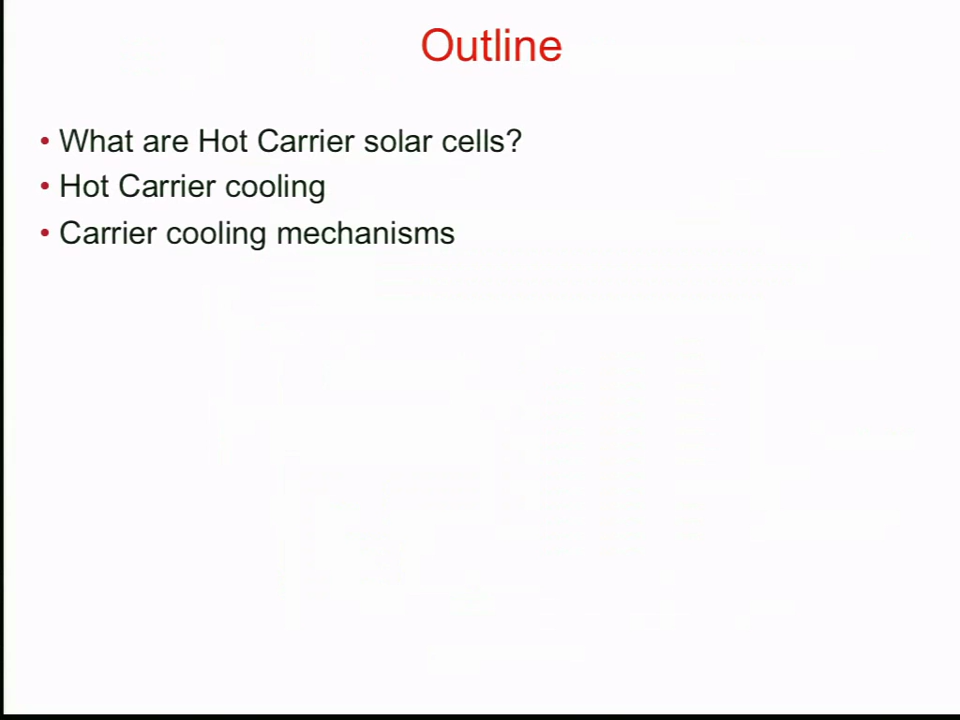 Outline
• What are Hot Carrier solar cells?
• Hot Carrier cooling
• Carrier cooling mechanisms